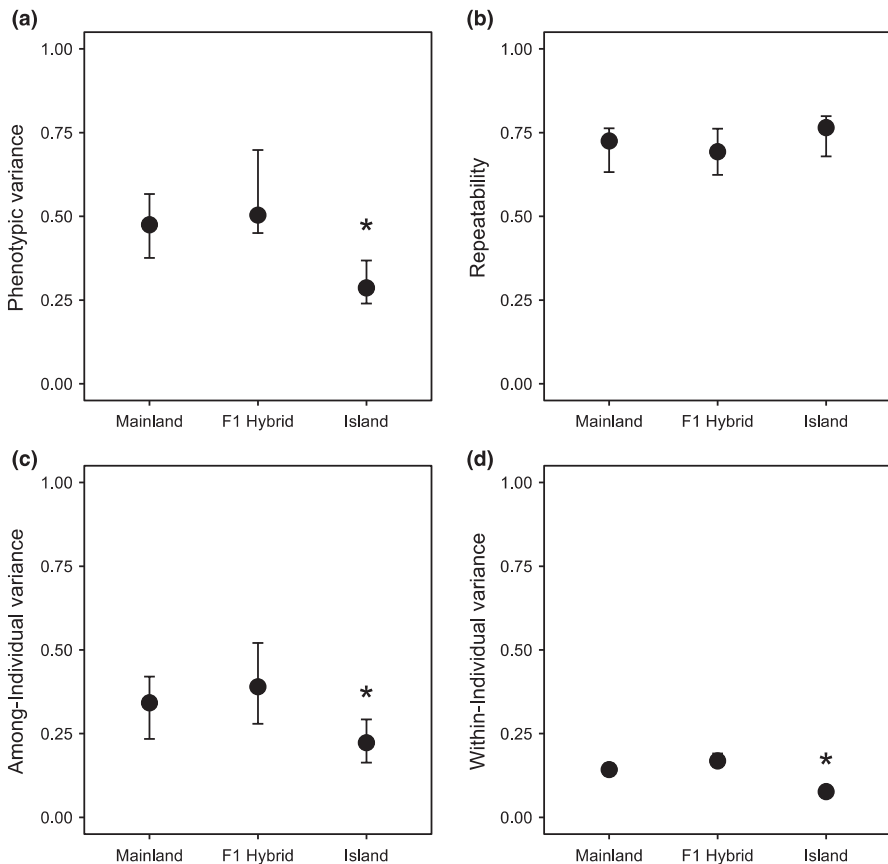 (a)
Phenotypic variance
1.00
0.75
0.50
0.25
0.00
*
Mainland F1 Hybrid Island
(b)
Repeatability
1.00
0.75
0.50
0.25
0.00
Mainland F1 Hybrid Island
(c)
Among-Individual variance
1.00
0.75
0.50
0.25
0.00
*
Mainland F1 Hybrid Island
(d)
Within-Individual variance
1.00
0.75
0.50
0.25
0.00
*
Mainland F1 Hybrid Island